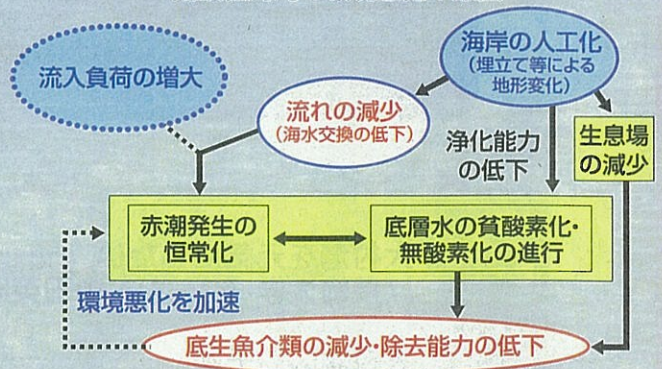 海岸の人工化
(埋立て等による
地形変化)
流入負荷の増大
流れの減少
(海水交換の低下)
浄化能力
の低下
生息場
の減少
赤潮発生の
恒常化
底層水の貧酸素化・
無酸素化の進行
環境悪化を加速
底生魚介類の減少・除去能力の低下